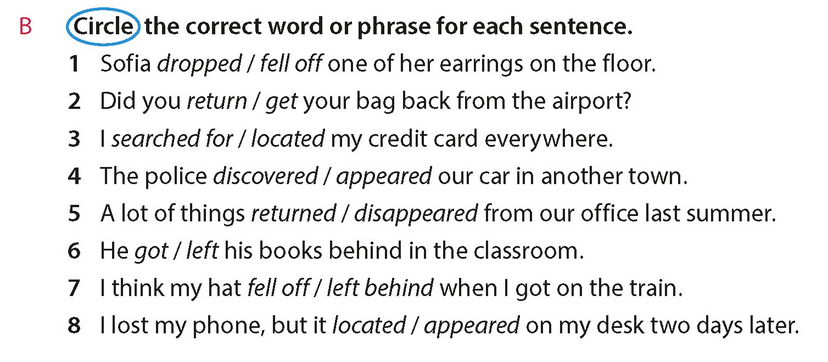 B Circle the correct word or phrase for each sentence.
1 Sofia dropped / fell off one of her earrings on the floor.
2 Did you return / get your bag back from the airport?
3 I searched for / located my credit card everywhere.
4 The police discovered / appeared our car in another town.
5 A lot of things returned / disappeared from our office last summer.
6 He got / left his books behind in the classroom.
7 I think my hat fell off / left behind when I got on the train.
8 I lost my phone, but it located / appeared on my desk two days later.